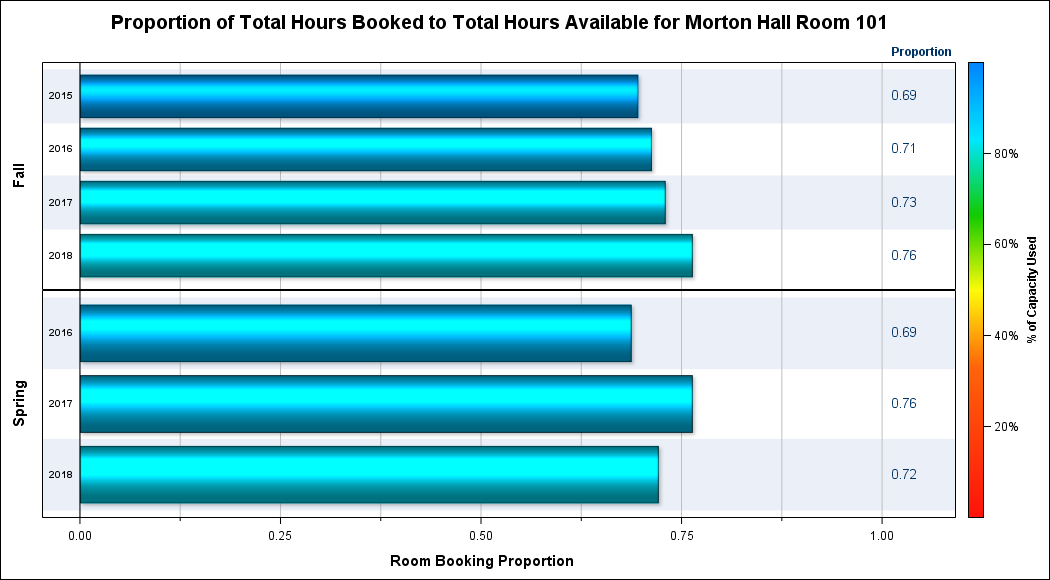 Proportion of Total Hours Booked to Total Hours Available for Morton Hall Room 101
Proportion
Fall
2015 0.69
2016 0.71
2017 0.73
2018 0.76
Spring
2016 0.69
2017 0.76
2018 0.72
0.00 0.25 0.50 0.75 1.00
Room Booking Proportion
80%
60%
40%
20%
% of Capacity Used